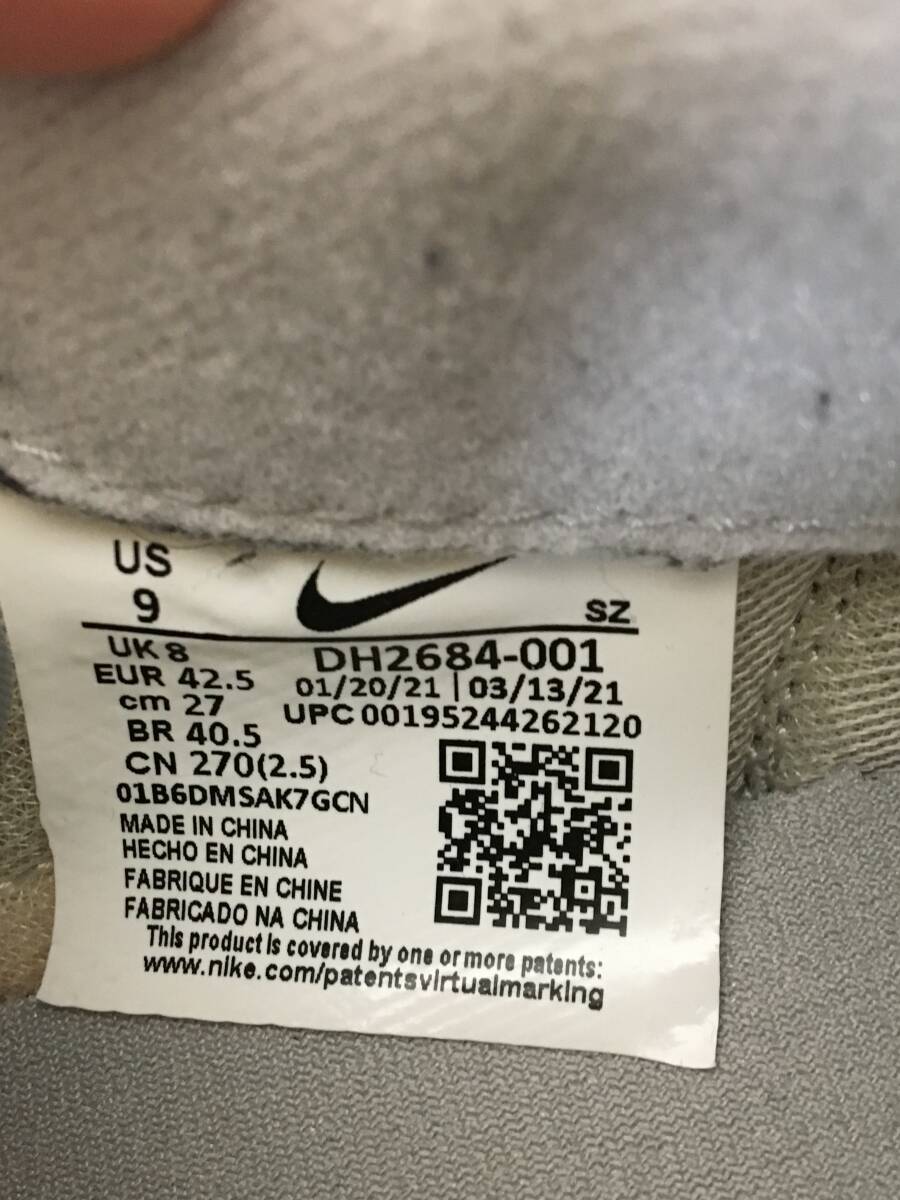 US
9
SZ
UK 8
EUR 42.5
cm 27
BR 40.5
CN 270(2.5)
01B6DMSAK7GCN
MADE IN CHINA
HECHO EN CHINA
FABRIQUE EN CHINE
FABRICADO NA CHINA
DH2684-001
01/20/21 | 03/13/21
UPC 00195244262120
This product is covered by one or more patents:
www.nike.com/patentsvirtualmarking